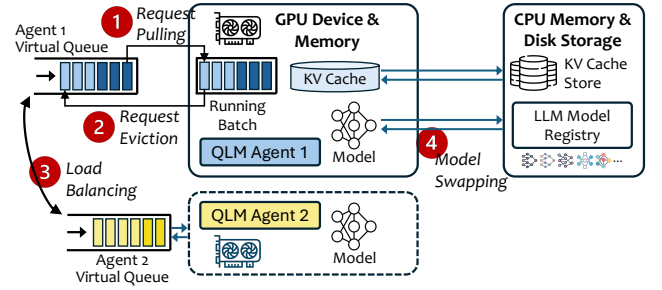 1
Request
Pulling
Agent 1
Virtual Queue
GPU Device &
Memory
CPU Memory &
Disk Storage
KV Cache
KV Cache
Store
2
Request
Eviction
Running
Batch
LLM Model
Registry
...
QLM Agent 1
Model
4
Model
Swapping
3
Load
Balancing
QLM Agent 2
Model
Agent 2
Virtual Queue